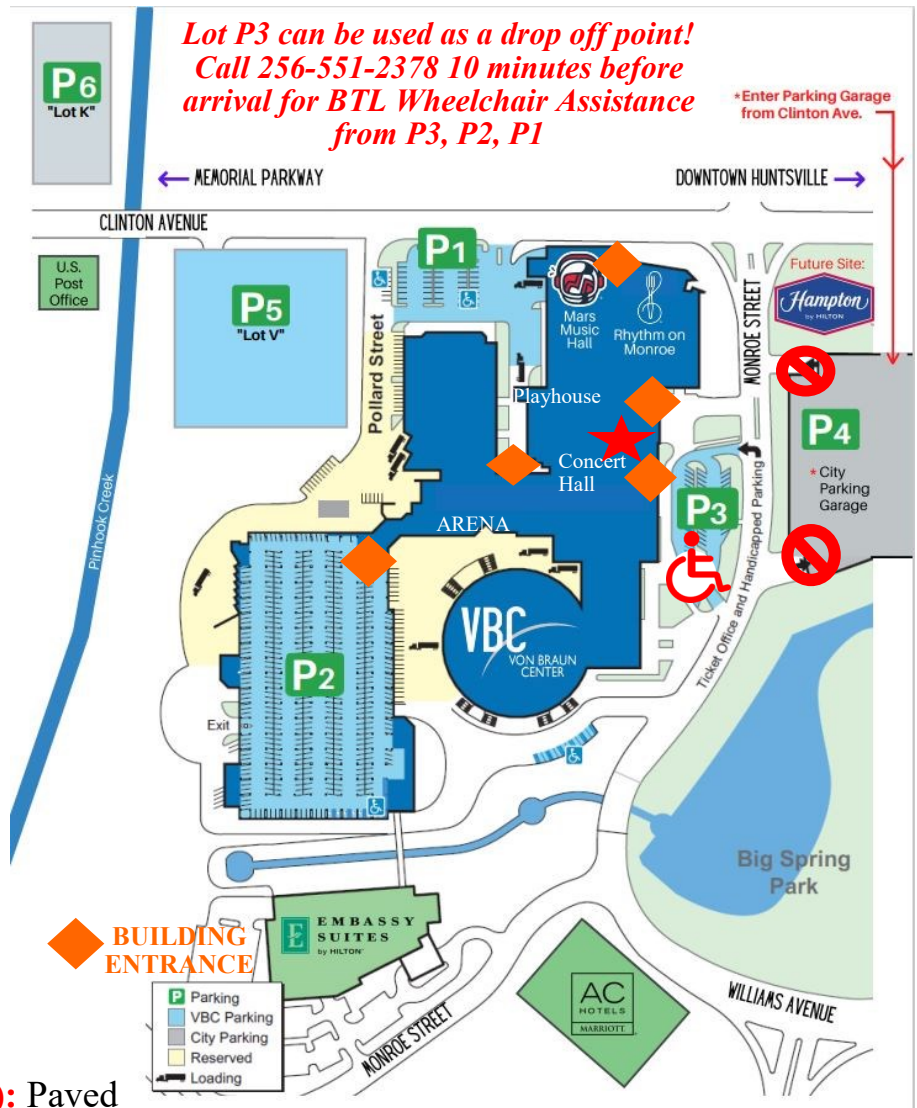 Lot P3 can be used as a drop off point!
Call 256-551-2378 10 minutes before
arrival for BTL Wheelchair Assistance
from P3, P2, P1
P6
"Lot K"
*Enter Parking Garage
from Clinton Ave.
← MEMORIAL PARKWAY
DOWNTOWN HUNTSVILLE →
CLINTON AVENUE
U.S.
Post
Office
P5
"Lot V"
P1
Pollard Street
Mars
Music
Hall
Rhythm on
Monroe
MONROE STREET
Future Site:
Hampton
by HILTON
Playhouse
Concert
Hall
ARENA
P3
P4
* City
Parking
Garage
Ticket Office and Handicapped Parking
Pinhook Creek
VBC
VON BRAUN
CENTER
P2
Exit
Big Spring
Park
E
EMBASSY
SUITES
by HILTON
BUILDING
ENTRANCE
P Parking
VBC Parking
City Parking
Reserved
Loading
MONROE STREET
AC
HOTELS
MARRIOTT
WILLIAMS AVENUE
): Paved